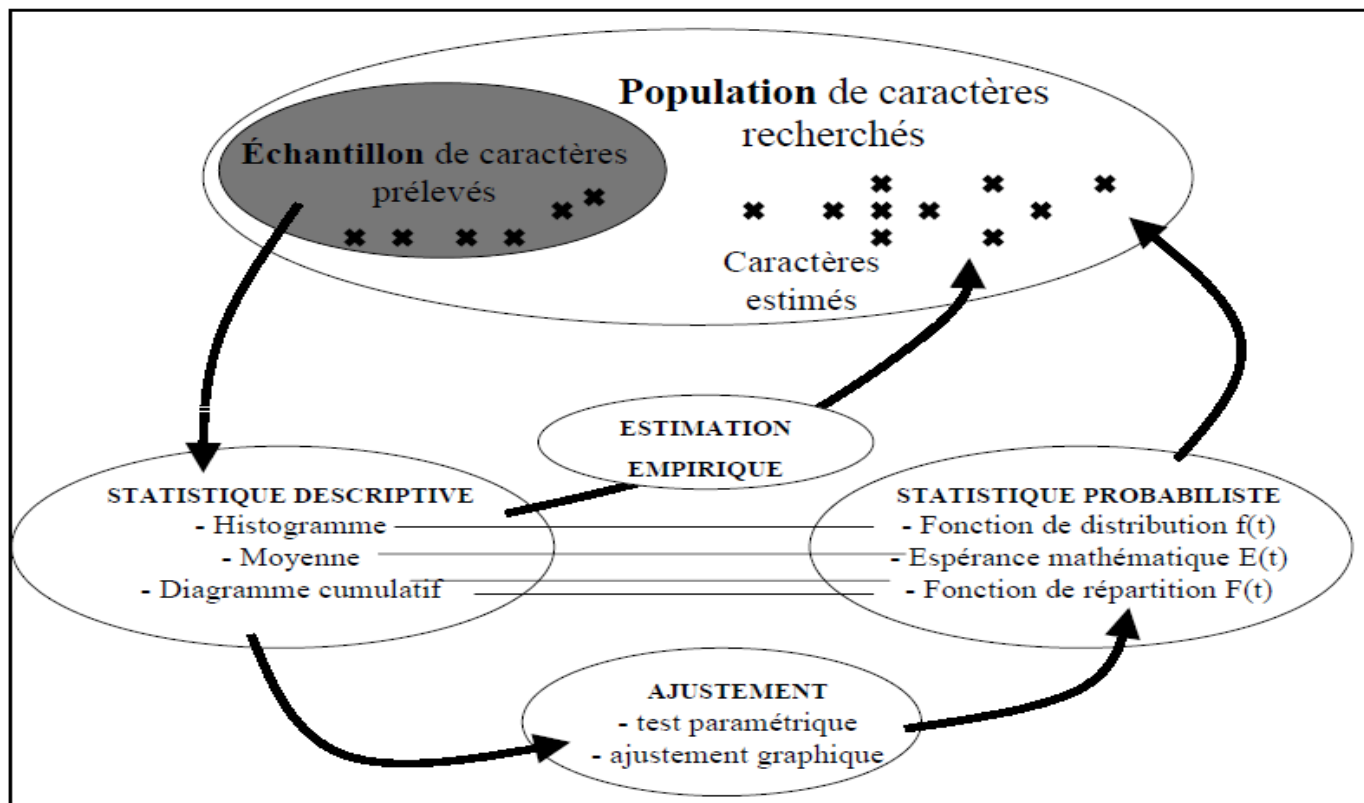 Population de caractères
recherchés
Échantillon de caractères
prélevés
Caractères
estimés
ESTIMATION
EMPIRIQUE
STATISTIQUE DESCRIPTIVE
- Histogramme
- Moyenne
- Diagramme cumulatif
STATISTIQUE PROBABILISTE
- Fonction de distribution f(t)
- Espérance mathématique E(t)
- Fonction de répartition F(t)
AJUSTEMENT
- test paramétrique
- ajustement graphique